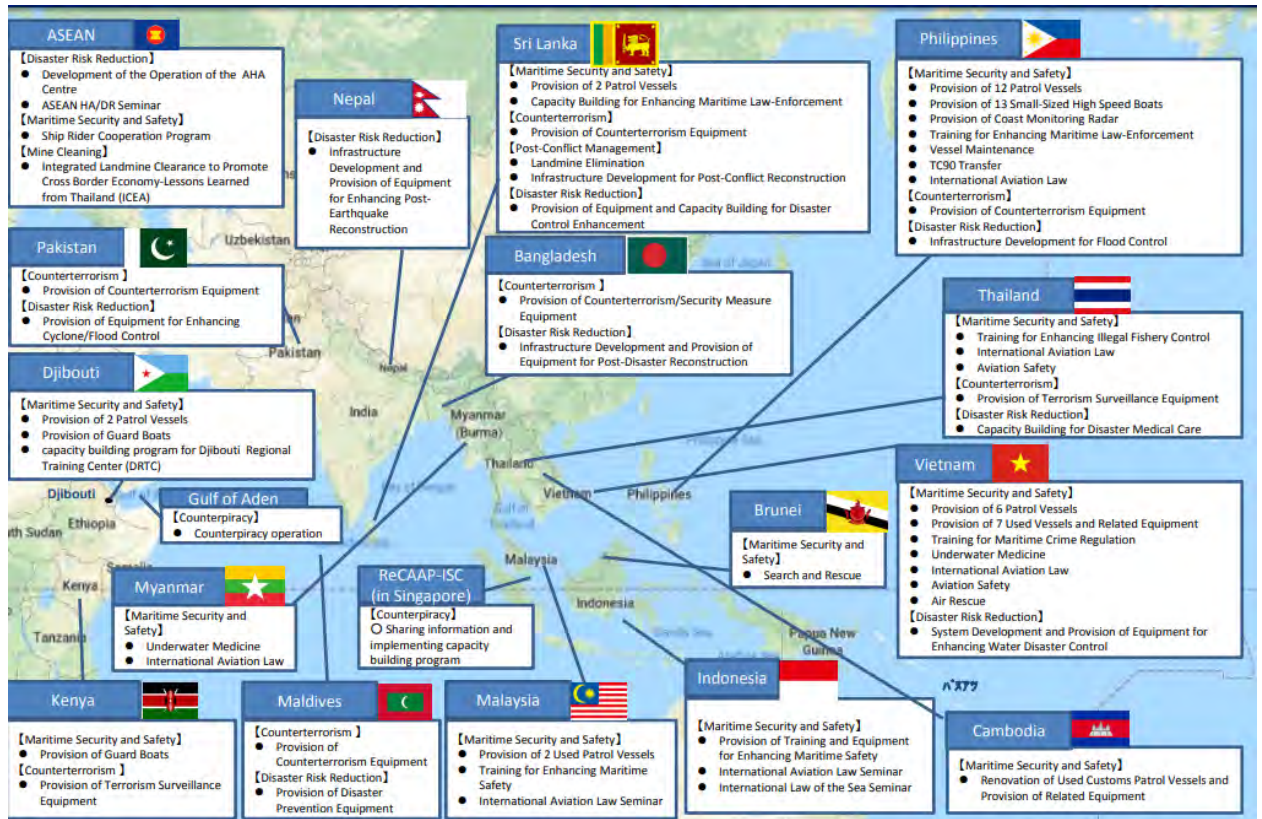 ASEAN
【Disaster Risk Reduction】
● Development of the Operation of the AHA
Centre
● ASEAN HA/DR Seminar
【Maritime Security and Safety】
● Ship Rider Cooperation Program
【Mine Cleaning】
● Integrated Landmine Clearance to Promote
Cross Border Economy-Lessons Learned
from Thailand (ICEA)
Nepal
【Disaster Risk Reduction】
● Infrastructure
Development and
Provision of Equipment
for Enhancing Post-
Earthquake
Reconstruction
Sri Lanka
【Maritime Security and Safety】
● Provision of 2 Patrol Vessels
● Capacity Building for Enhancing Maritime Law-Enforcement
【Counterterrorism】
● Provision of Counterterrorism Equipment
【Post-Conflict Management】
● Landmine Elimination
● Infrastructure Development for Post-Conflict Reconstruction
【Disaster Risk Reduction】
● Provision of Equipment and Capacity Building for Disaster
Control Enhancement
Philippines
【Maritime Security and Safety】
● Provision of 12 Patrol Vessels
● Provision of 13 Small-Sized High Speed Boats
● Provision of Coast Monitoring Radar
● Training for Enhancing Maritime Law-Enforcement
● Vessel Maintenance
● TC90 Transfer
● International Aviation Law
【Counterterrorism】
● Provision of Counterterrorism Equipment
【Disaster Risk Reduction】
● Infrastructure Development for Flood Control
Pakistan
【Counterterrorism 】
● Provision of Counterterrorism Equipment
【Disaster Risk Reduction】
● Provision of Equipment for Enhancing
Cyclone/Flood Control
Uzbekistan
Bangladesh
【Counterterrorism 】
● Provision of Counterterrorism/Security Measure
Equipment
【Disaster Risk Reduction】
● Infrastructure Development and Provision of
Equipment for Post-Disaster Reconstruction
Sea of Japan
Thailand
【Maritime Security and Safety】
● Training for Enhancing Illegal Fishery Control
● International Aviation Law
● Aviation Safety
【Counterterrorism】
● Provision of Terrorism Surveillance Equipment
【Disaster Risk Reduction】
● Capacity Building for Disaster Medical Care
Pakistan
Nepal
India
Myanmar
(Burma)
Thailand
Vietnam
Philippines
Philippine Sea
Bay of Bengal
Gulf of
Thailand
Djibouti
【Maritime Security and Safety】
● Provision of 2 Patrol Vessels
● Provision of Guard Boats
● capacity building program for Djibouti Regional
Training Center (DRTC)
Djibouti
Gulf of
th Sudan
Ethiopia
Somalia
Kenya
Tanzania
Gulf of Aden
【Counterpiracy】
● Counterpiracy operation
Vietnam
【Maritime Security and Safety】
● Provision of 6 Patrol Vessels
● Provision of 7 Used Vessels and Related Equipment
● Training for Maritime Crime Regulation
● Underwater Medicine
● International Aviation Law
● Aviation Safety
● Air Rescue
【Disaster Risk Reduction】
● System Development and Provision of Equipment for
Enhancing Water Disaster Control
Brunei
【Maritime Security and
Safety】
● Search and Rescue
Malaysia
Indonesia
Papua New
Guinea
Myanmar
【Maritime Security and
Safety】
● Underwater Medicine
● International Aviation Law
ReCAAP-ISC
(in Singapore)
【Counterpiracy】
○ Sharing information and
implementing capacity
building program
Kenya
【Maritime Security and Safety】
● Provision of Guard Boats
【Counterterrorism 】
● Provision of Terrorism Surveillance
Equipment
Maldives
【Counterterrorism 】
● Provision of
Counterterrorism Equipment
【Disaster Risk Reduction】
● Provision of Disaster
Prevention Equipment
Malaysia
【Maritime Security and Safety】
● Provision of 2 Used Patrol Vessels
● Training for Enhancing Maritime
Safety
● International Aviation Law Seminar
Indonesia
【Maritime Security and Safety】
● Provision of Training and Equipment
for Enhancing Maritime Safety
● International Aviation Law Seminar
● International Law of the Sea Seminar
バヌアツ
Cambodia
【Maritime Security and Safety】
● Renovation of Used Customs Patrol Vessels and
Provision of Related Equipment